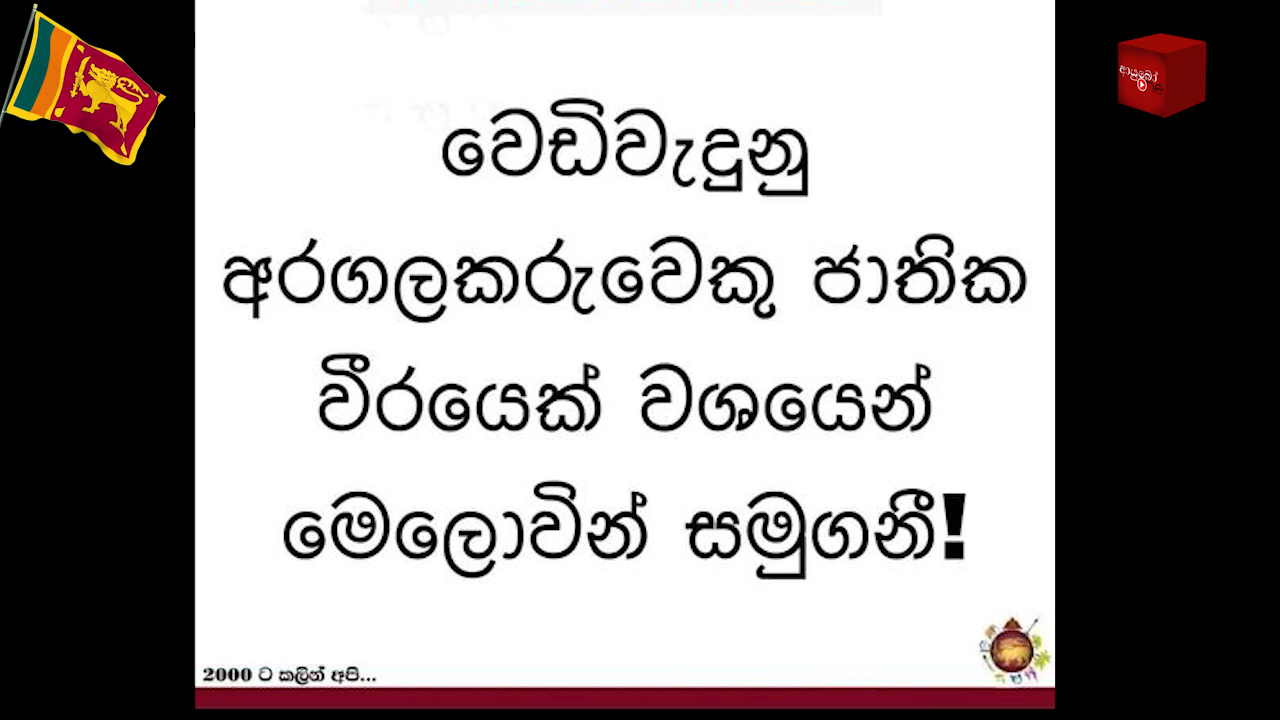 වෙඩිවැදුනු
අරගලකරුවෙකු ජාතික
වීරයෙක් වශයෙන්
මෙලොවින් සමුගනී!
2000 ට කලින් අපි...